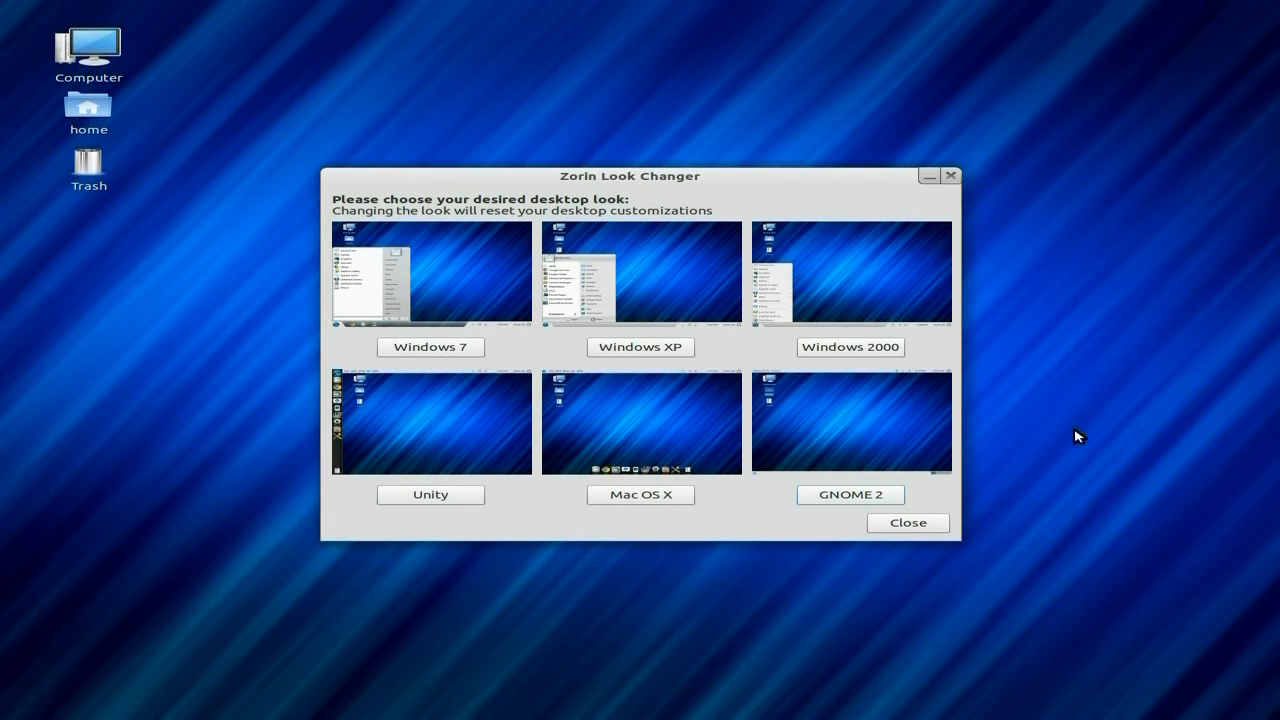 Computer
home
Trash
Zorin Look Changer
Please choose your desired desktop look:
Changing the look will reset your desktop customizations
Windows 7
Windows XP
Windows 2000
Unity
Mac OS X
GNOME 2
Close